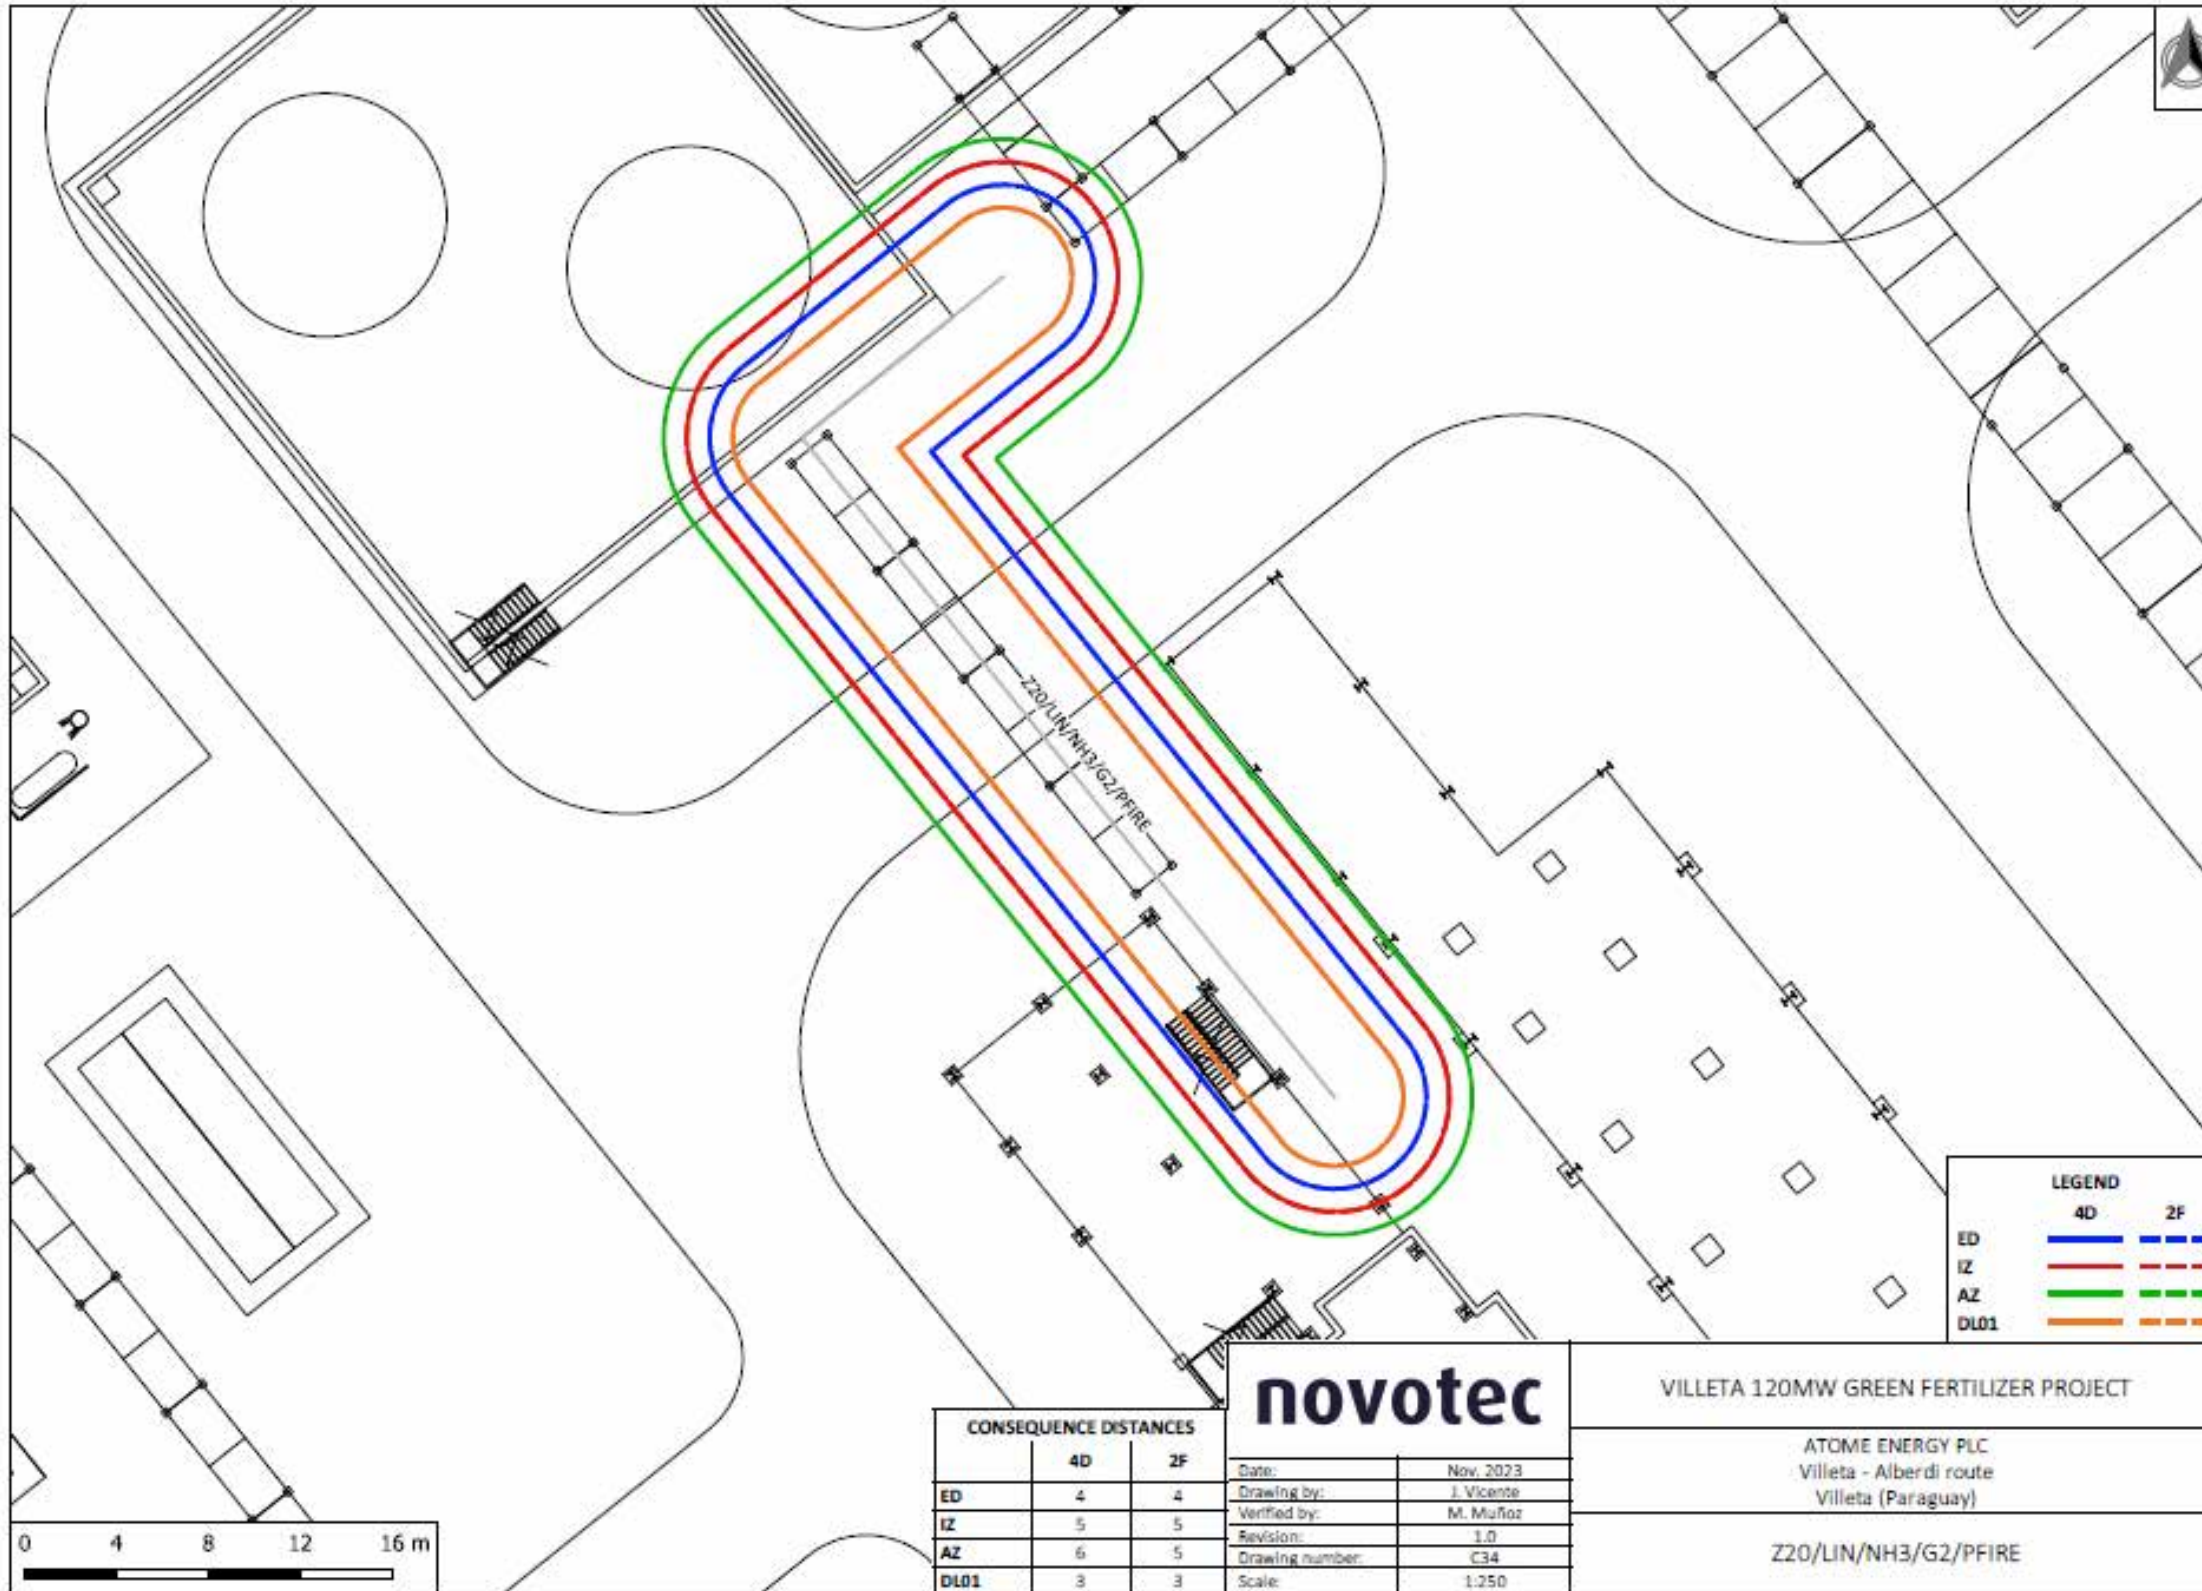 Z20/LIN/NH3/G2/PFIRE
LEGEND
4D 2F
ED
IZ
AZ
DL01
0 4 8 12 16 m
CONSEQUENCE DISTANCES
4D 2F
ED 4 4
IZ 5 5
AZ 6 5
DL01 3 3
novotec
Date: Nov. 2023
Drawing by: J. Vicente
Verified by: M. Muñoz
Revision: 1.0
Drawing number: C34
Scale: 1:250
VILLETA 120MW GREEN FERTILIZER PROJECT
ATOME ENERGY PLC
Villeta - Alberdi route
Villeta (Paraguay)
Z20/LIN/NH3/G2/PFIRE